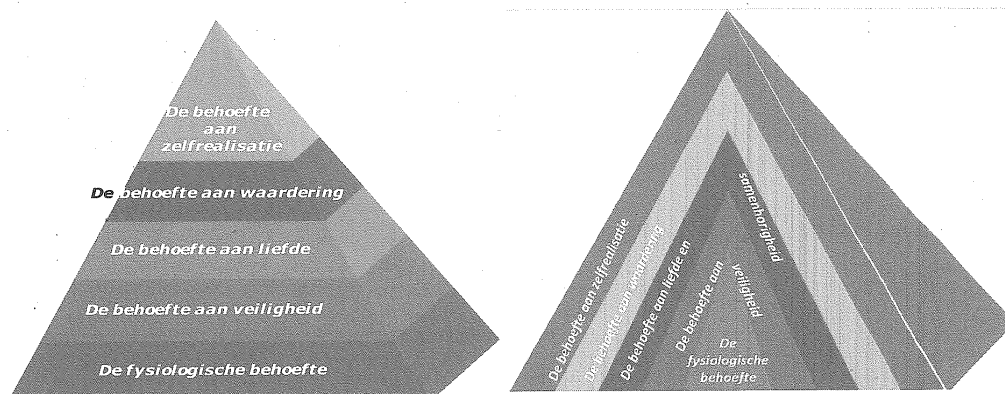 De behoefte
aan
zelfrealisatie
De behoefte aan waardering
De behoefte aan liefde
De behoefte aan veiligheid
De fysiologische behoefte
De behoefte aan zelfrealisatie
De behoefte aan waardering
De behoefte aan liefde en
samenhorigheid
De behoefte aan
veiligheid
De
fysiologische
behoefte